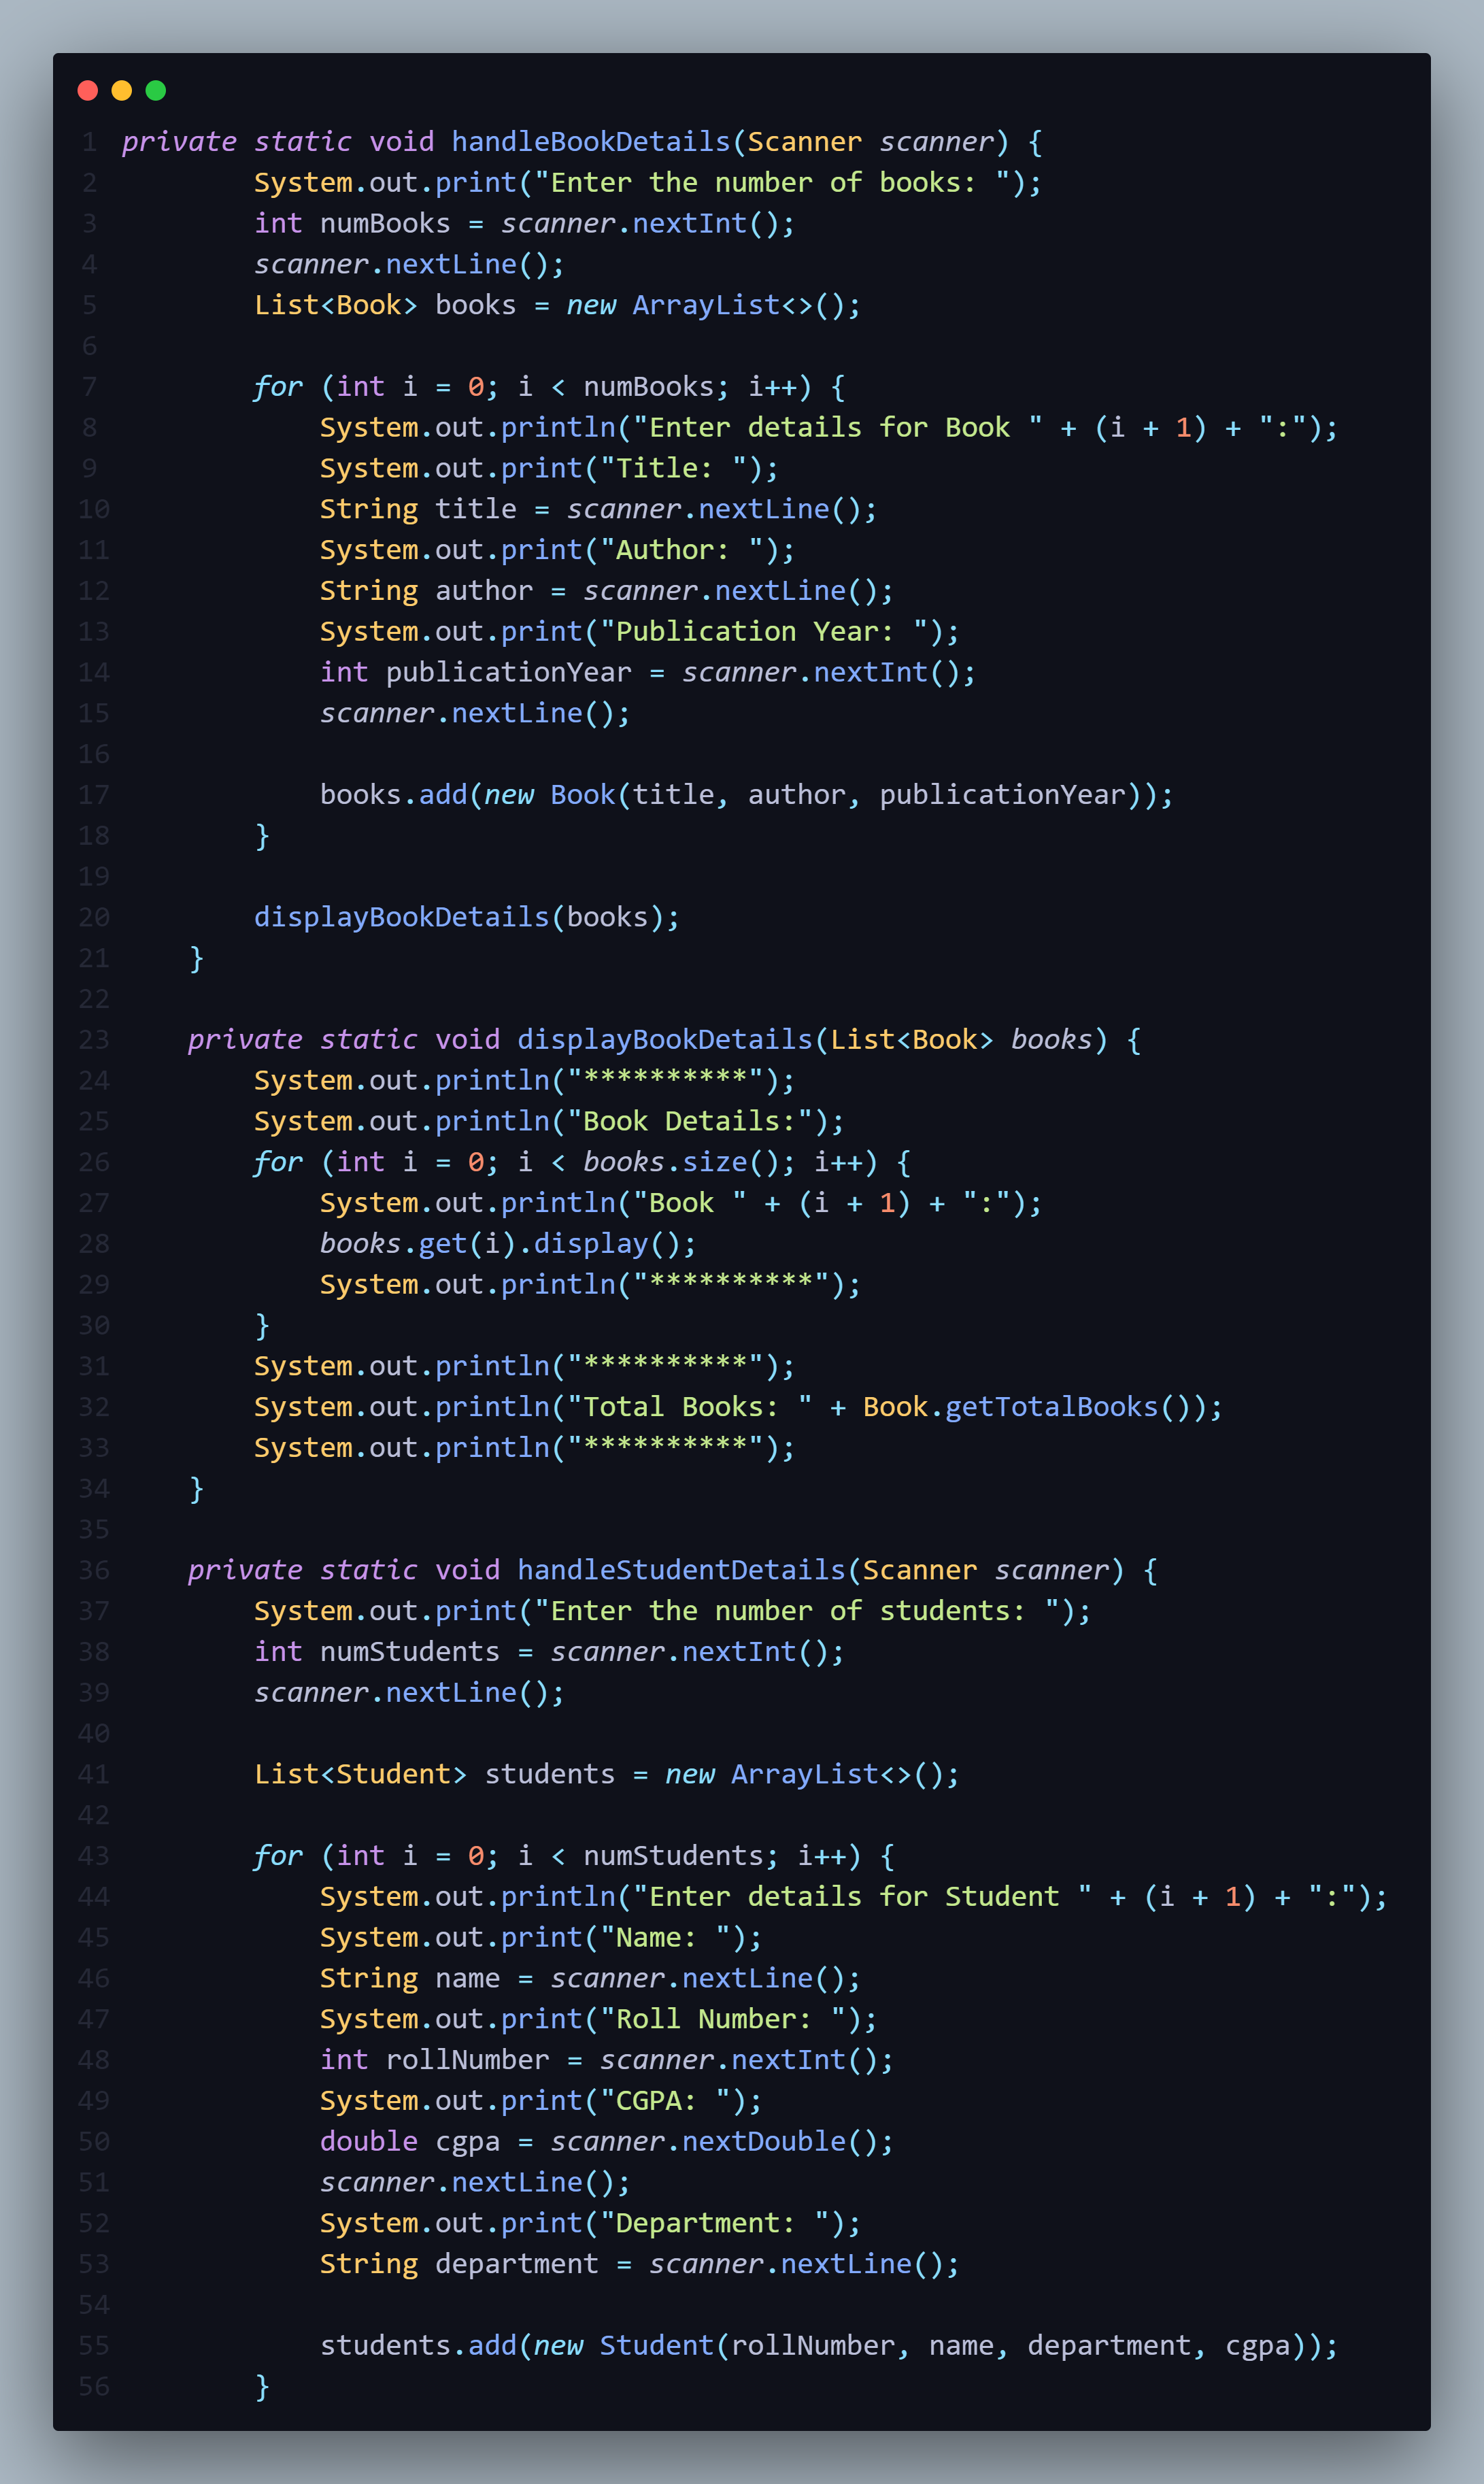 1 private static void handleBookDetails(Scanner scanner) {
2         System.out.print("Enter the number of books: ");
3         int numBooks = scanner.nextInt();
4         scanner.nextLine();
5         List<Book> books = new ArrayList<>();
6
7         for (int i = 0; i < numBooks; i++) {
8             System.out.println("Enter details for Book " + (i + 1) + ":");
9             System.out.print("Title: ");
10             String title = scanner.nextLine();
11             System.out.print("Author: ");
12             String author = scanner.nextLine();
13             System.out.print("Publication Year: ");
14             int publicationYear = scanner.nextInt();
15             scanner.nextLine();
16
17             books.add(new Book(title, author, publicationYear));
18         }
19
20         displayBookDetails(books);
21     }
22
23     private static void displayBookDetails(List<Book> books) {
24         System.out.println("**********");
25         System.out.println("Book Details:");
26         for (int i = 0; i < books.size(); i++) {
27             System.out.println("Book " + (i + 1) + ":");
28             books.get(i).display();
29             System.out.println("**********");
30         }
31         System.out.println("**********");
32         System.out.println("Total Books: " + Book.getTotalBooks());
33         System.out.println("**********");
34     }
35
36     private static void handleStudentDetails(Scanner scanner) {
37         System.out.print("Enter the number of students: ");
38         int numStudents = scanner.nextInt();
39         scanner.nextLine();
40
41         List<Student> students = new ArrayList<>();
42
43         for (int i = 0; i < numStudents; i++) {
44             System.out.println("Enter details for Student " + (i + 1) + ":");
45             System.out.print("Name: ");
46             String name = scanner.nextLine();
47             System.out.print("Roll Number: ");
48             int rollNumber = scanner.nextInt();
49             System.out.print("CGPA: ");
50             double cgpa = scanner.nextDouble();
51             scanner.nextLine();
52             System.out.print("Department: ");
53             String department = scanner.nextLine();
54
55             students.add(new Student(rollNumber, name, department, cgpa));
56         }